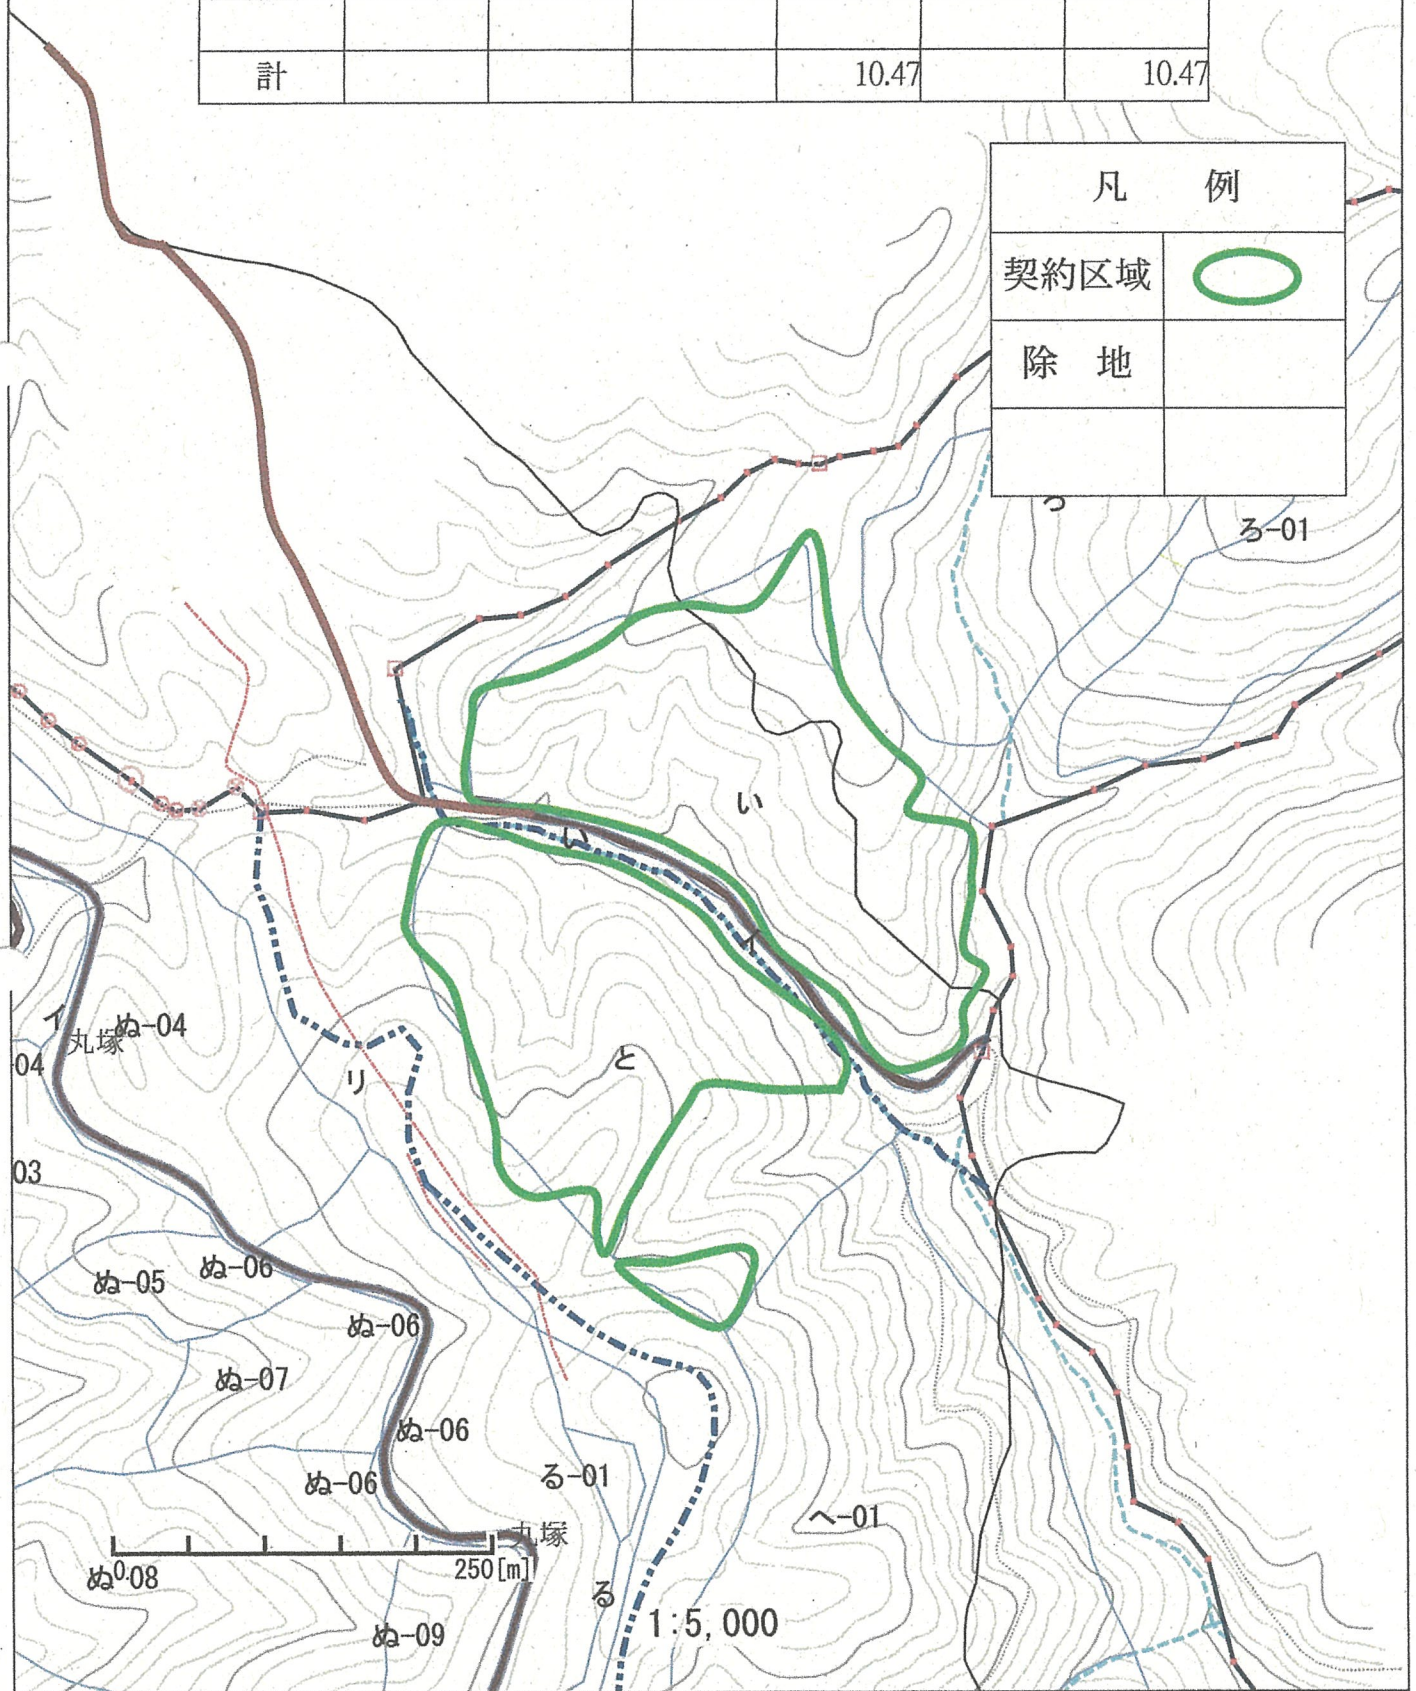 計 10.47 10.47
凡 例
契約区域
除 地
ろ
ろ-01
い
い
イ
イ
丸塚
ぬ-04
04
と
リ
03
ぬ-06
ぬ-05
ぬ-06
ぬ-07
ぬ-06
ぬ-06
る-01
へ-01
丸塚
0
250[m]
ぬ-08
る
1:5,000
ぬ-09